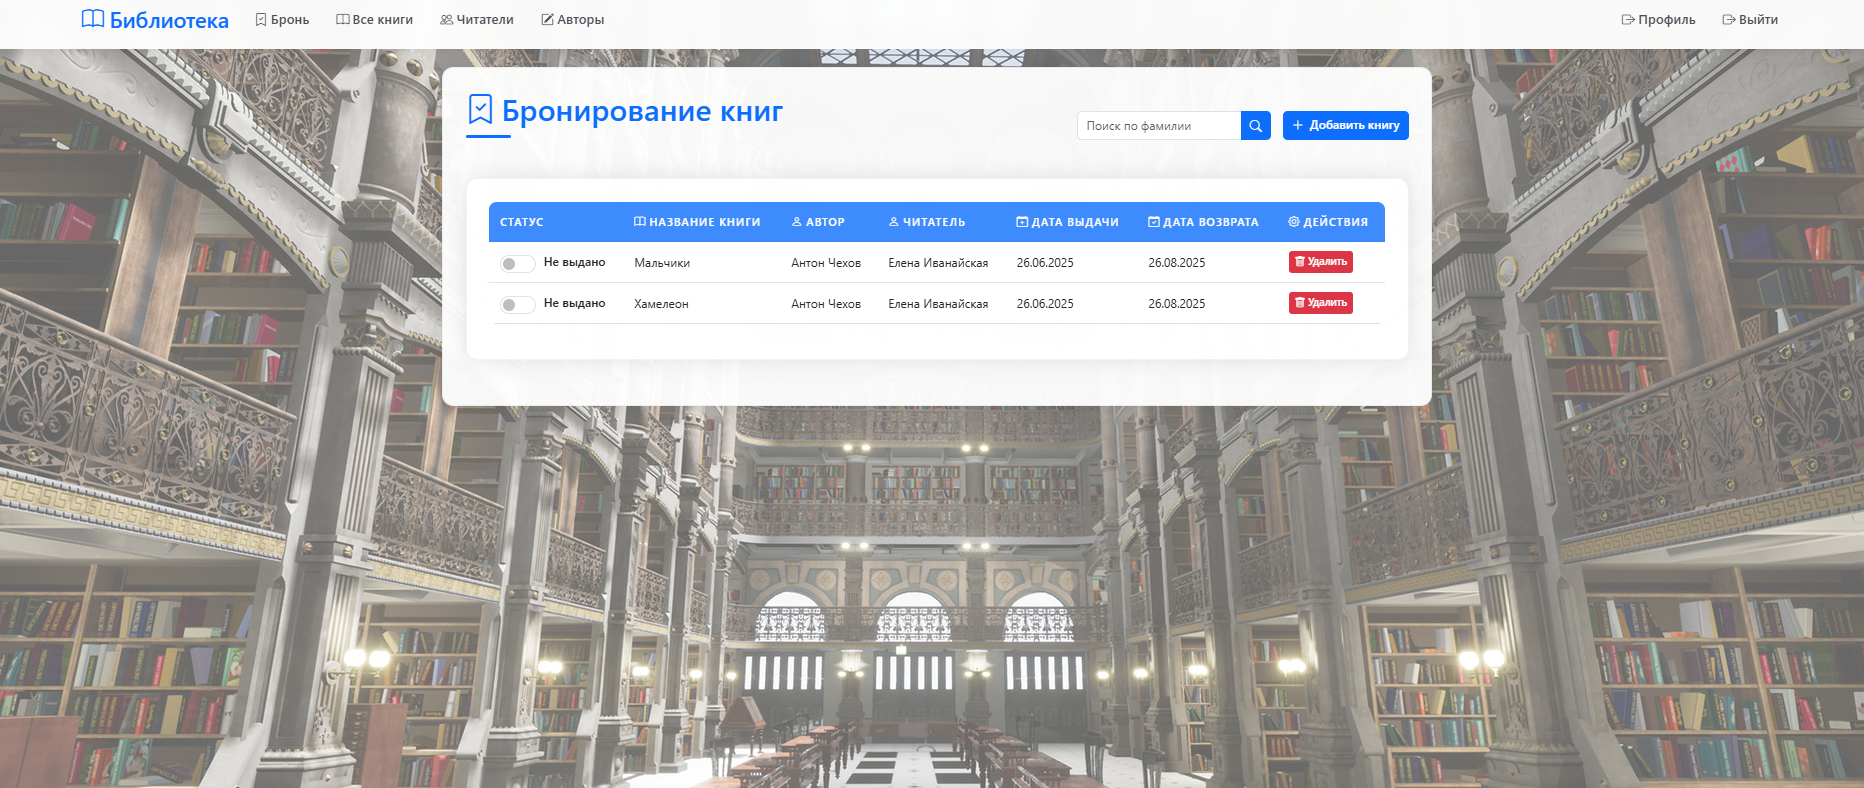 Библиотека Бронь Все книги Читатели Авторы Профиль Выйти
Бронирование книг
Поиск по фамилии Добавить книгу
СТАТУС НАЗВАНИЕ КНИГИ АВТОР ЧИТАТЕЛЬ ДАТА ВЫДАЧИ ДАТА ВОЗВРАТА ДЕЙСТВИЯ
Не выдано Мальчики Антон Чехов Елена Иванайская 26.06.2025 26.08.2025 Удалить
Не выдано Хамелеон Антон Чехов Елена Иванайская 26.06.2025 26.08.2025 Удалить